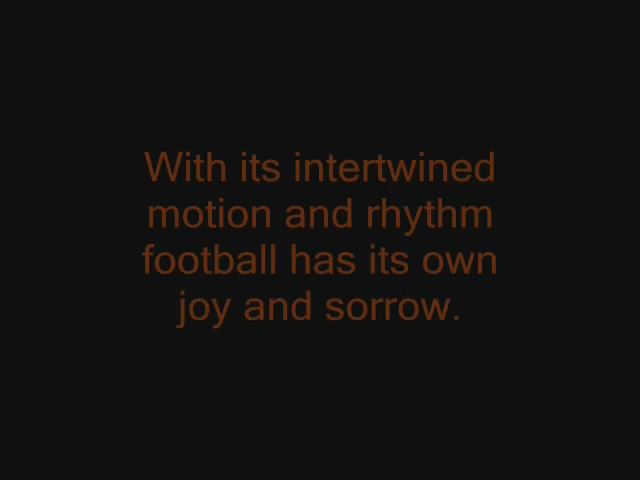 With its intertwined
motion and rhythm
football has its own
joy and sorrow.